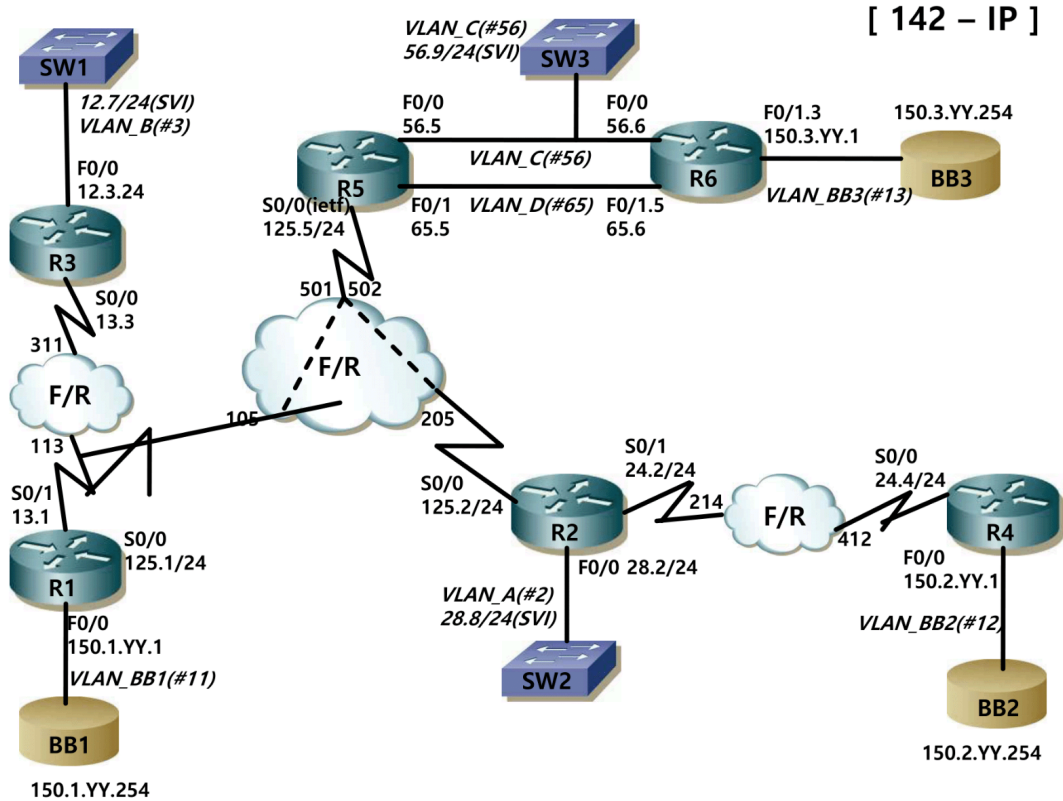 [ 142 – IP ]
SW1
12.7/24(SVI)
VLAN_B(#3)
F0/0
12.3.24
R3
S0/0
13.3
311
F/R
113
S0/1
13.1
S0/0
125.1/24
R1
F0/0
150.1.YY.1
VLAN_BB1(#11)
BB1
150.1.YY.254
VLAN_C(#56)
56.9/24(SVI)
SW3
F0/0
56.5
F0/0
56.6
VLAN_C(#56)
R5
R6
F0/1
65.5
VLAN_D(#65)
F0/1.5
65.6
F0/1.3
150.3.YY.1
VLAN_BB3(#13)
150.3.YY.254
BB3
S0/0(ietf)
125.5/24
501 502
F/R
105
205
S0/0
125.2/24
R2
S0/1
24.2/24
214
F/R
412
S0/0
24.4/24
R4
F0/0 28.2/24
VLAN_A(#2)
28.8/24(SVI)
SW2
F0/0
150.2.YY.1
VLAN_BB2(#12)
BB2
150.2.YY.254